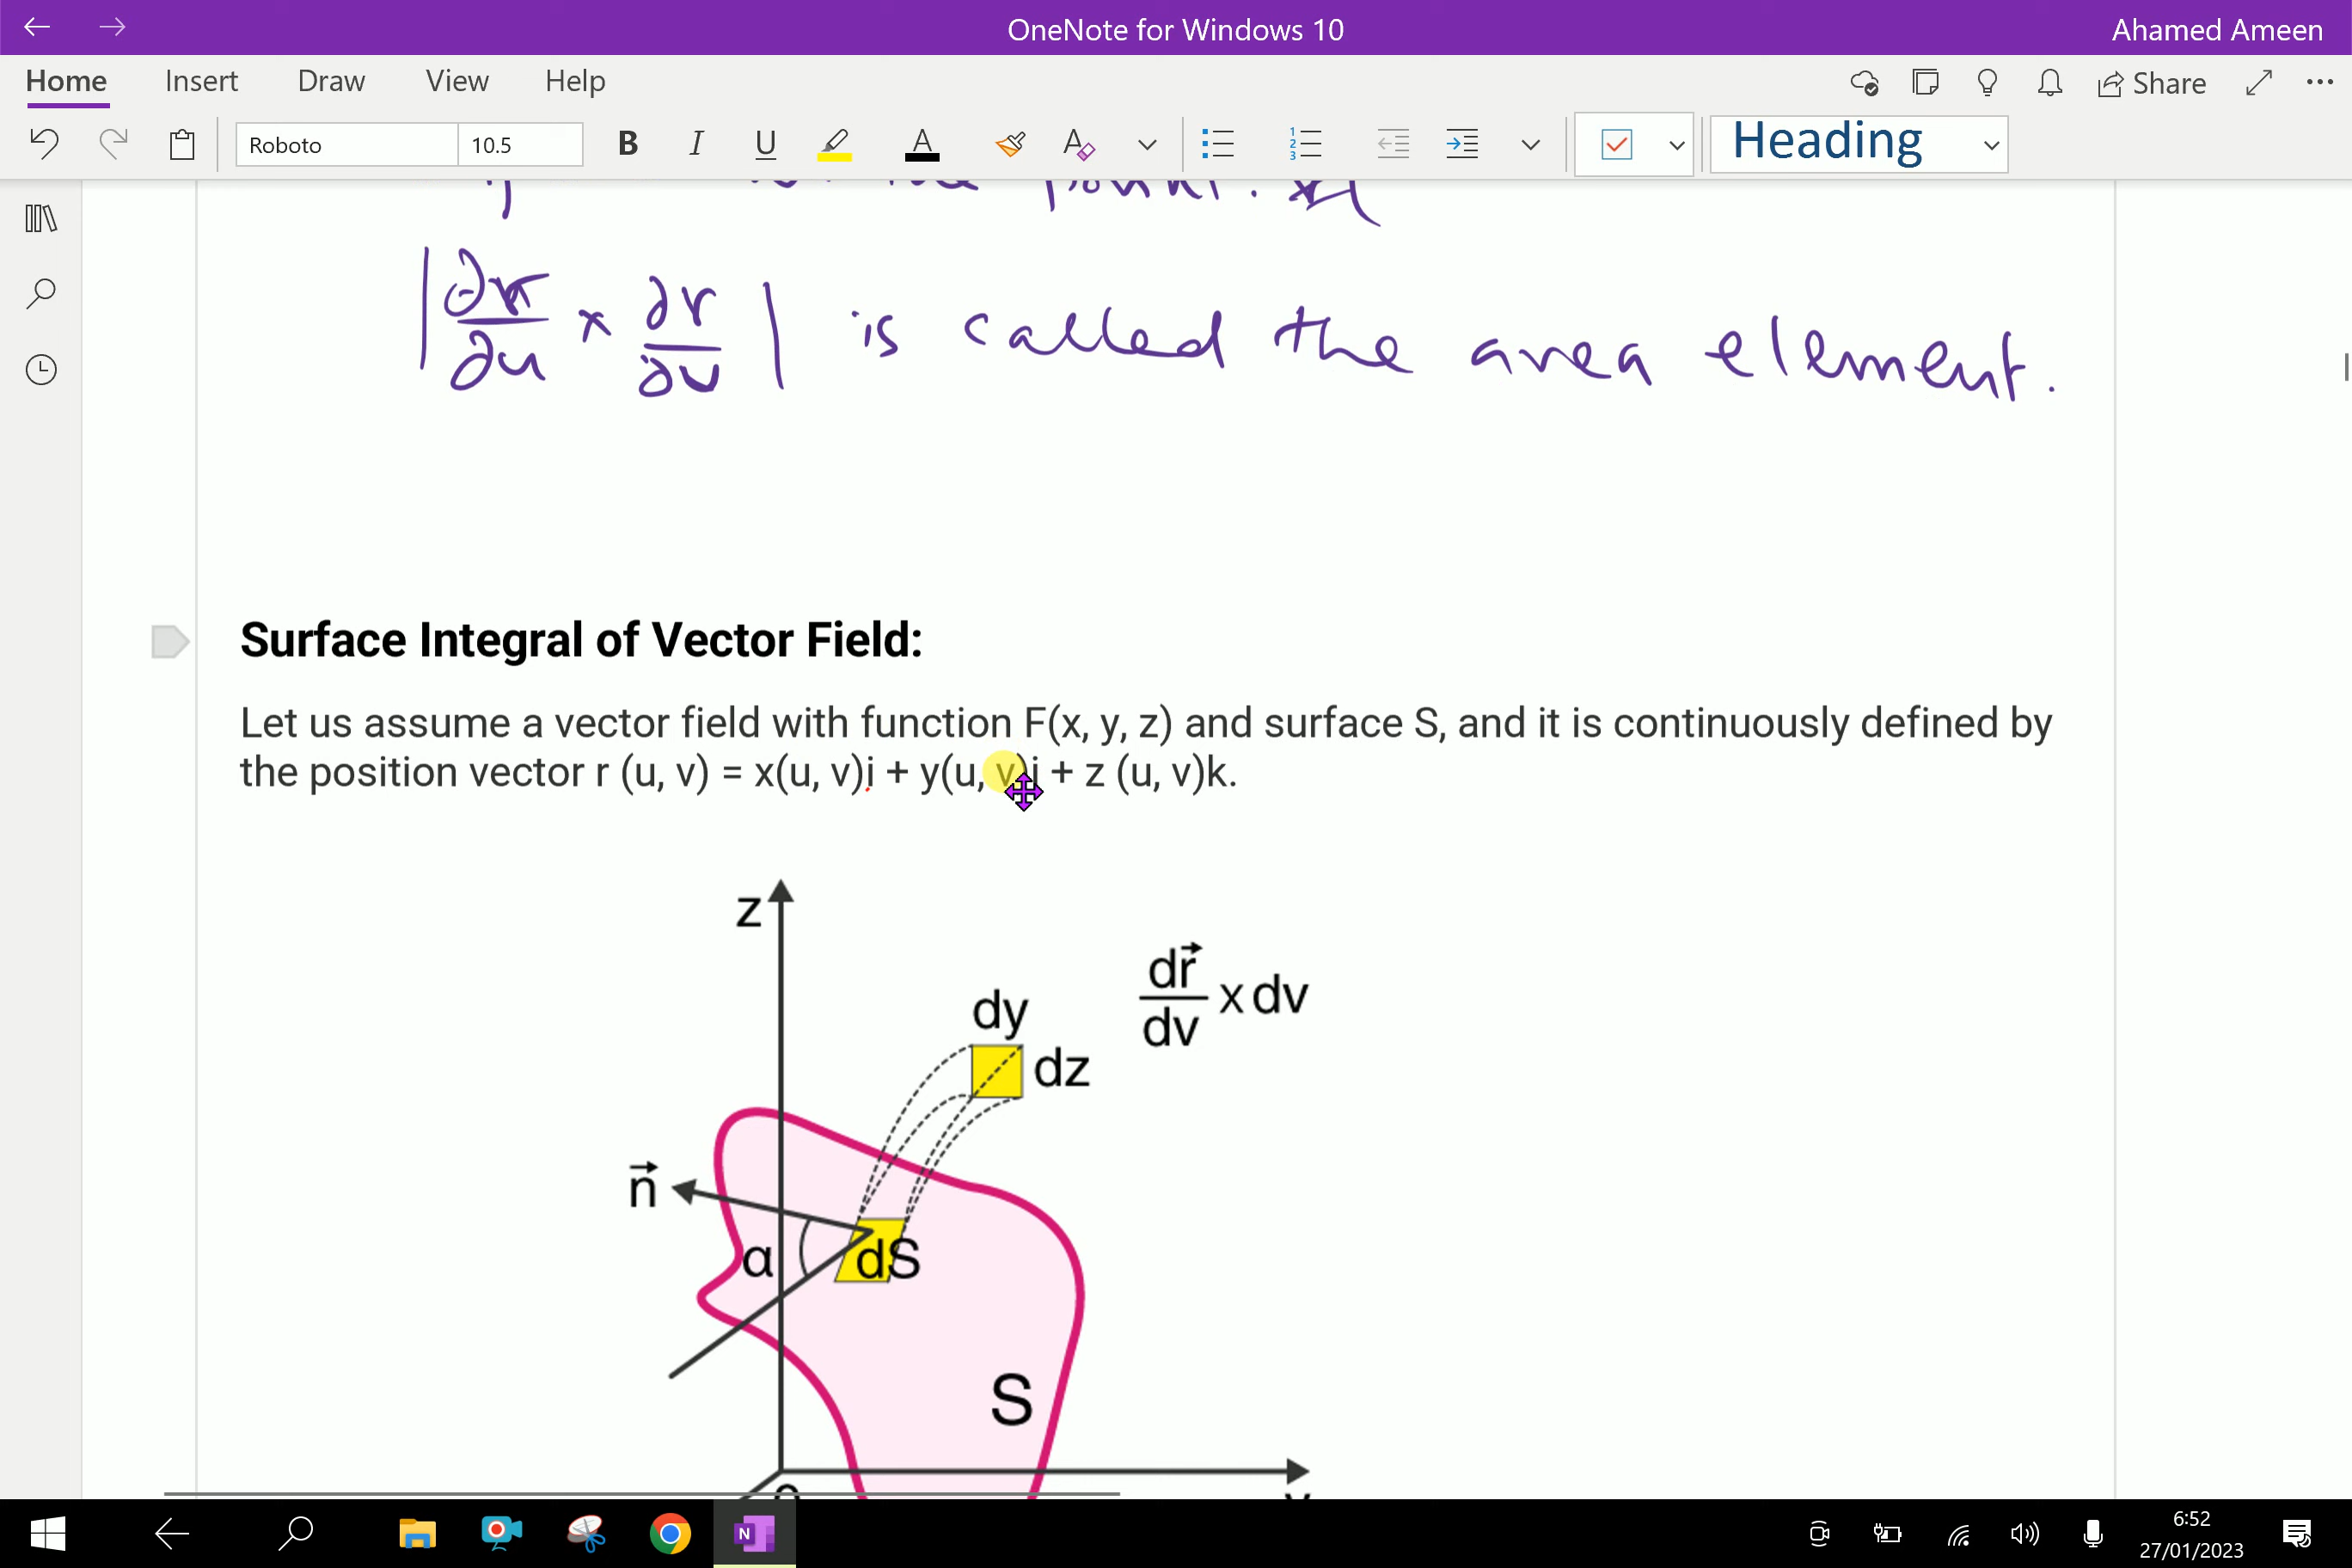 OneNote for Windows 10
Ahamed Ameen
Home Insert Draw View Help
Share
Roboto 10.5 B I U A A Heading
|∂r/∂u × ∂r/∂v| is called the area element.
Surface Integral of Vector Field:
Let us assume a vector field with function F(x, y, z) and surface S, and it is continuously defined by
the position vector r (u, v) = x(u, v)i + y(u, v)j + z (u, v)k.
z
dr⃗/dv x dv
dy
dz
n⃗
α
dS
S
6:52
27/01/2023